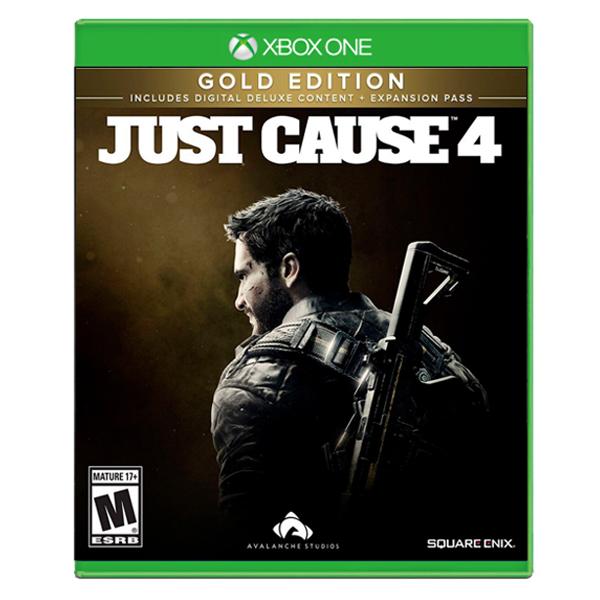 XBOX ONE
GOLD EDITION
INCLUDES DIGITAL DELUXE CONTENT + EXPANSION PASS
JUST CAUSE 4™
MATURE 17+
M
ESRB
AVALANCHE STUDIOS
SQUARE ENIX.